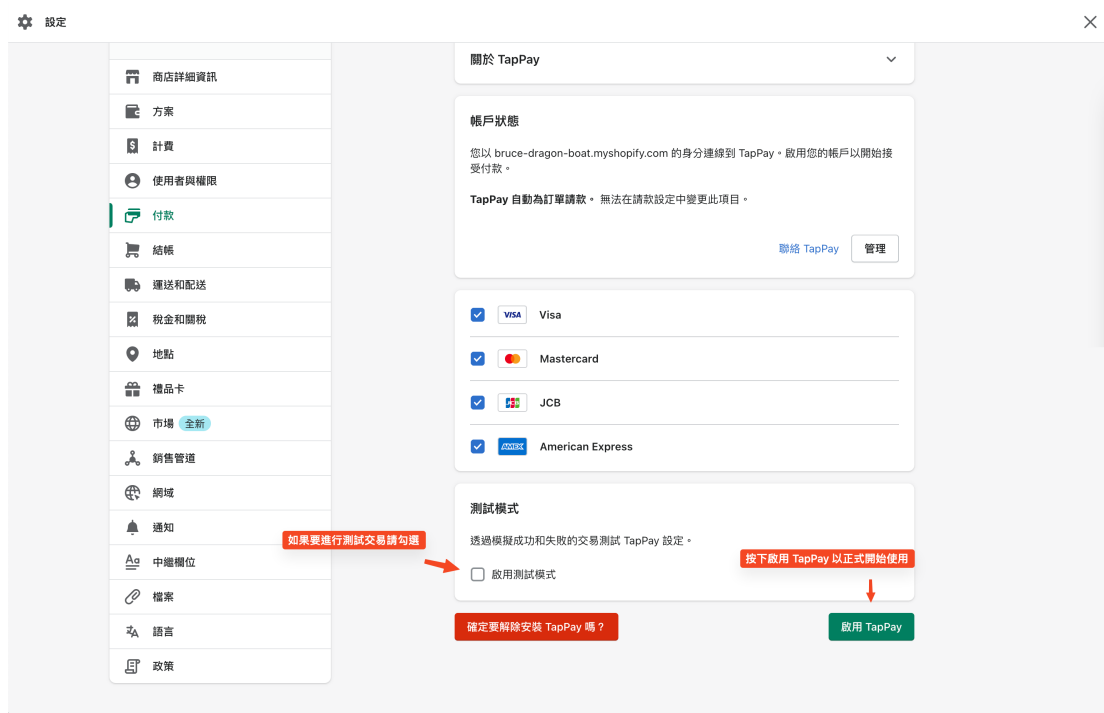 設定
商店詳細資訊
方案
計費
使用者與權限
付款
結帳
運送和配送
稅金和關稅
地點
禮品卡
市場 全新
銷售管道
網域
通知
中繼欄位
檔案
語言
政策
關於 TapPay
帳戶狀態
您以 bruce-dragon-boat.myshopify.com 的身分連線到 TapPay。啟用您的帳戶以開始接
受付款。
TapPay 自動為訂單請款。 無法在請款設定中變更此項目。
聯絡 TapPay 管理
VISA Visa
Mastercard
JCB JCB
AMEX American Express
測試模式
如果要進行測試交易請勾選
透過模擬成功和失敗的交易測試 TapPay 設定。
按下啟用 TapPay 以正式開始使用
啟用測試模式
確定要解除安裝 TapPay 嗎？
啟用 TapPay